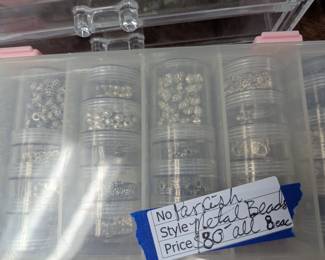 No Tarnish
Style Metal Beads
Price $80 all 8 each